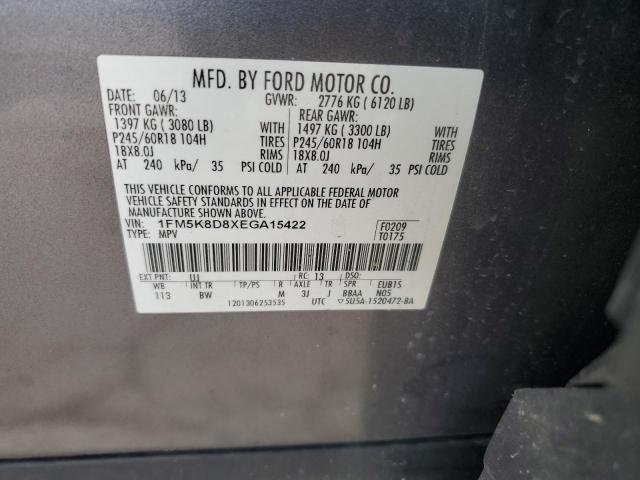 MFD. BY FORD MOTOR CO.
DATE: 06/13 GVWR: 2776 KG ( 6120 LB)
FRONT GAWR: REAR GAWR:
1397 KG ( 3080 LB) WITH 1497 KG ( 3300 LB) WITH
P245/60R18 104H TIRES P245/60R18 104H TIRES
18X8.0J RIMS 18X8.0J RIMS
AT 240 kPa/ 35 PSI COLD AT 240 kPa/ 35 PSI COLD
THIS VEHICLE CONFORMS TO ALL APPLICABLE FEDERAL MOTOR
VEHICLE SAFETY STANDARDS IN EFFECT ON THE DATE OF
MANUFACTURE SHOWN ABOVE.
VIN: 1FM5K8D8XEGA15422 F0209
TYPE: MPV T0175
EXT PNT: UJ RC: 13 DSO:
WB INT TR TP/PS R AXLE TR SPR EUB15
113 BW M 3J J BBAA N05
1201306253535 UTC ▽5U5A-1520472-BA